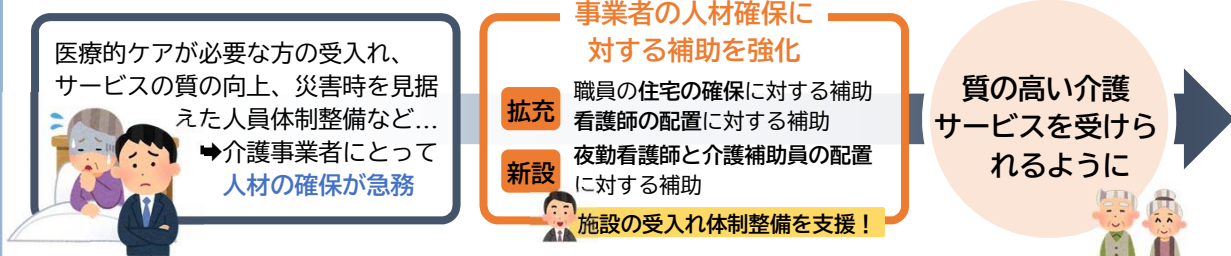 医療的ケアが必要な方の受入れ、
サービスの質の向上、災害時を見据
えた人員体制整備など…
➡介護事業者にとって
人材の確保が急務
事業者の人材確保に
対する補助を強化
拡充
職員の住宅の確保に対する補助
看護師の配置に対する補助
新設
夜勤看護師と介護補助員の配置
に対する補助
施設の受入れ体制整備を支援！
質の高い介護
サービスを受けら
れるように